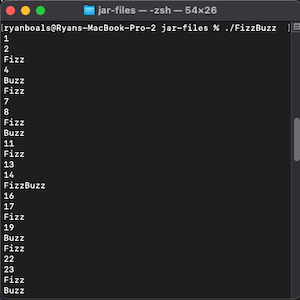 jar-files — -zsh — 54×26
[ryanboals@Ryans-MacBook-Pro-2 jar-files % ./FizzBuzz ]
1
2
Fizz
4
Buzz
Fizz
7
8
Fizz
Buzz
11
Fizz
13
14
FizzBuzz
16
17
Fizz
19
Buzz
Fizz
22
23
Fizz
Buzz